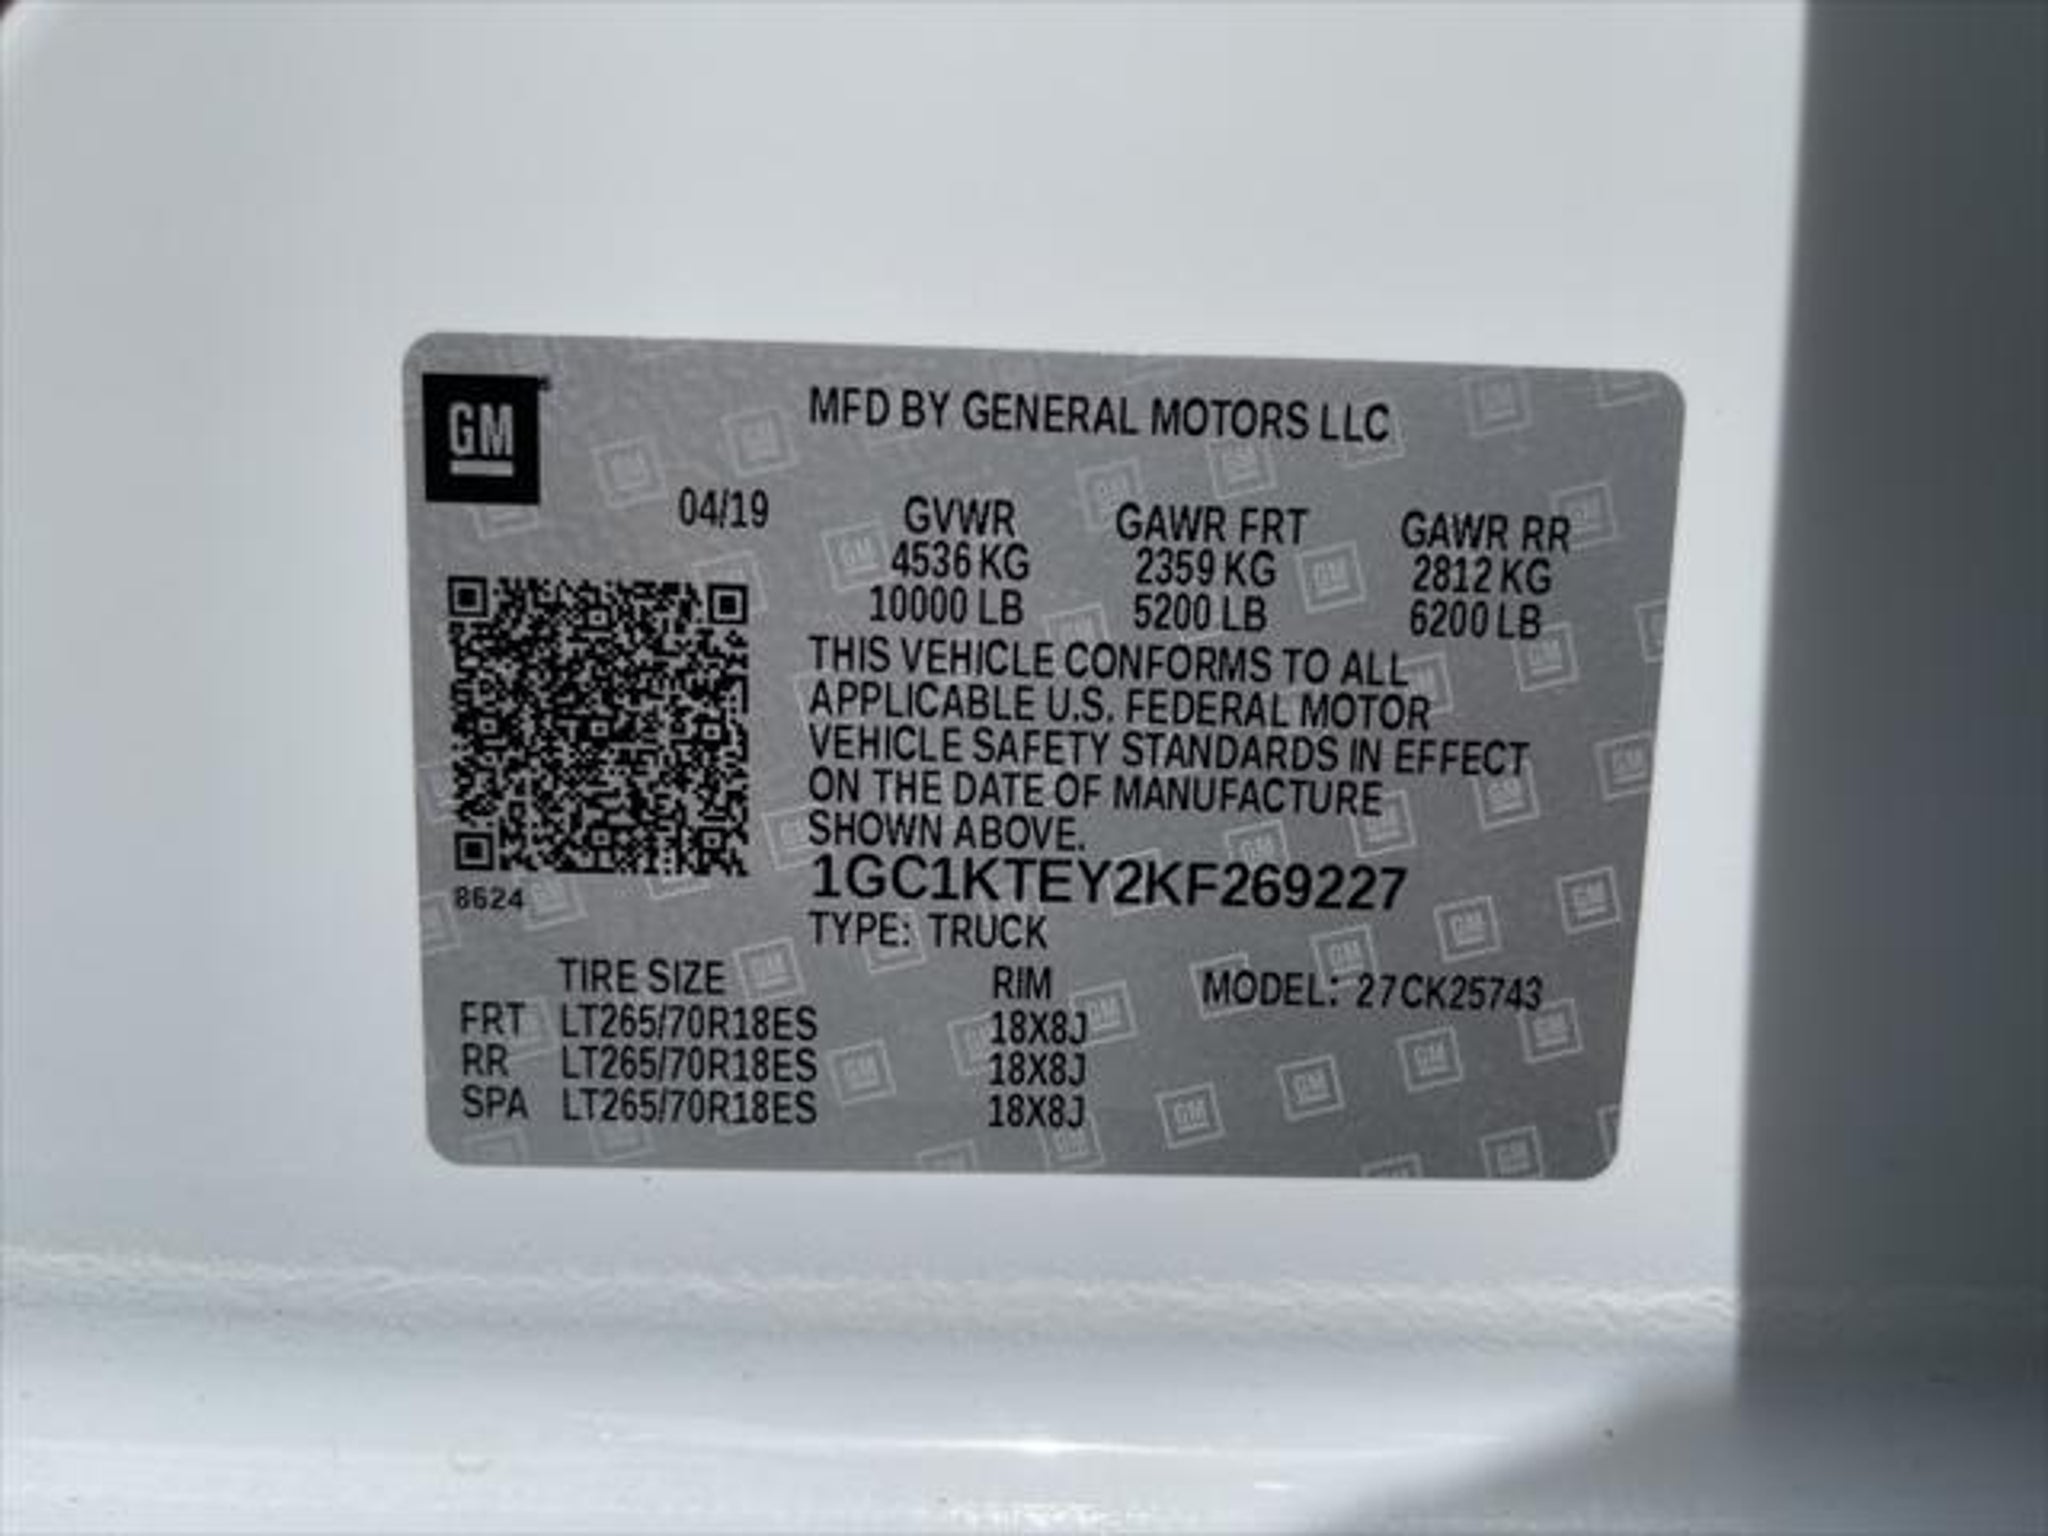 GM
MFD BY GENERAL MOTORS LLC
04/19 GVWR GAWR FRT GAWR RR
4536 KG 2359 KG 2812 KG
10000 LB 5200 LB 6200 LB
THIS VEHICLE CONFORMS TO ALL
APPLICABLE U.S. FEDERAL MOTOR
VEHICLE SAFETY STANDARDS IN EFFECT
ON THE DATE OF MANUFACTURE
SHOWN ABOVE.
1GC1KTEY2KF269227
8624
TYPE: TRUCK
TIRE SIZE RIM MODEL: 27CK25743
FRT LT265/70R18ES 18X8J
RR LT265/70R18ES 18X8J
SPA LT265/70R18ES 18X8J